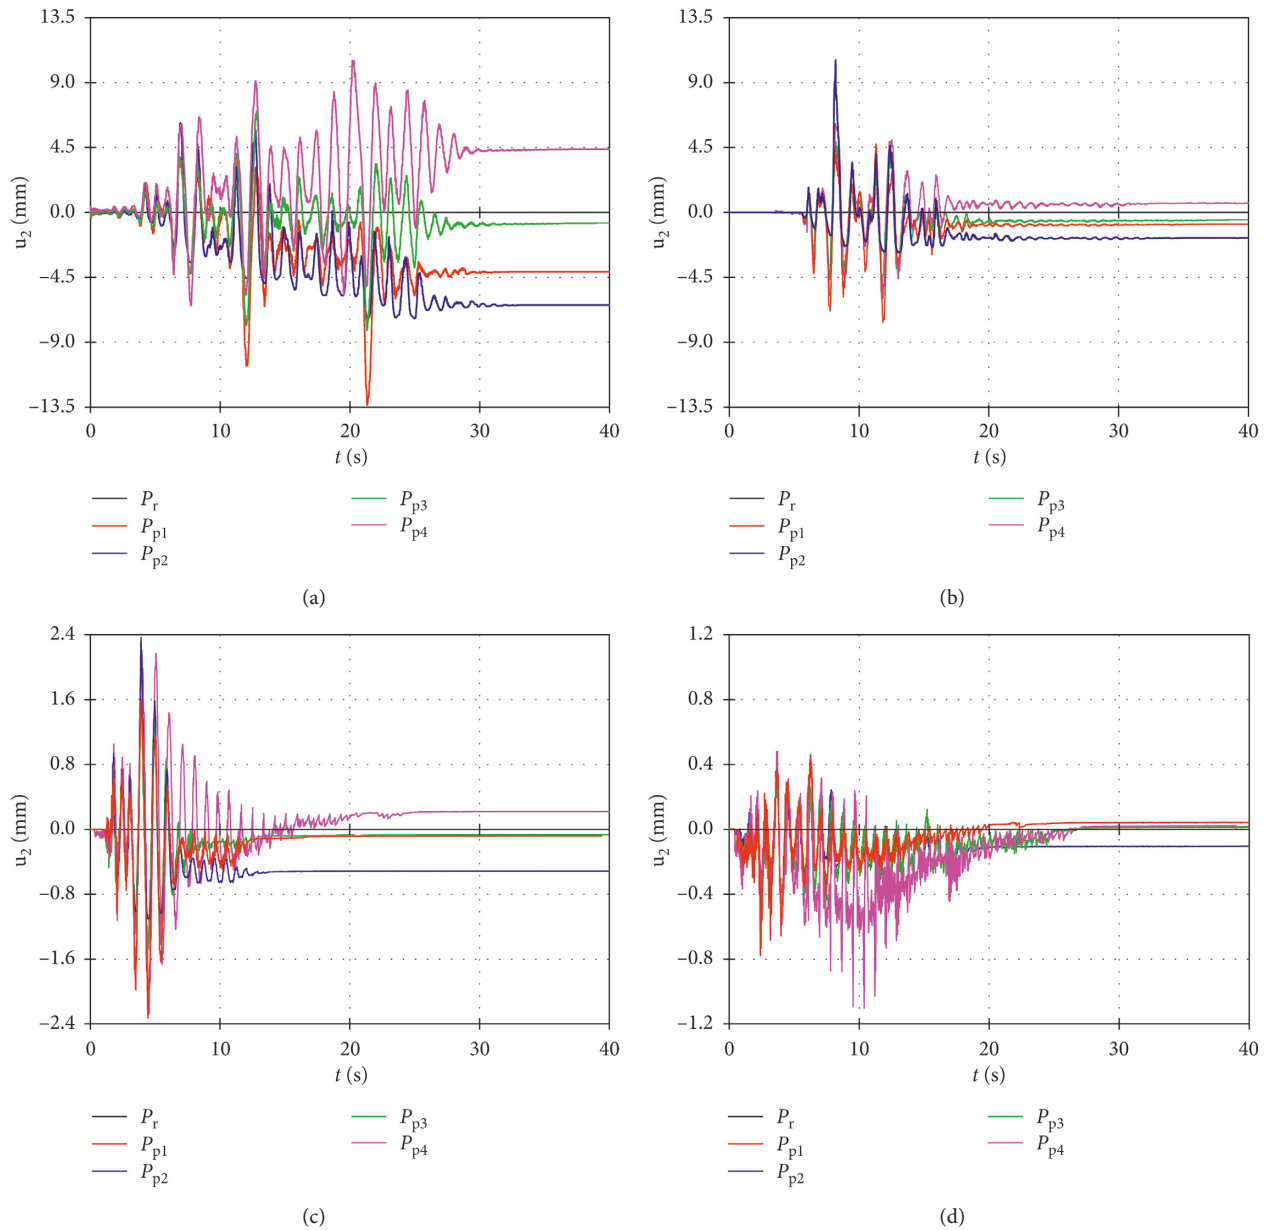 13.5
9.0
4.5
0.0
–4.5
–9.0
–13.5
u2 (mm)
0 10 20 30 40
t (s)
Pr
Pp1
Pp2
Pp3
Pp4
(a)
13.5
9.0
4.5
0.0
–4.5
–9.0
–13.5
u2 (mm)
0 10 20 30 40
t (s)
Pr
Pp1
Pp2
Pp3
Pp4
(b)
2.4
1.6
0.8
0.0
–0.8
–1.6
–2.4
u2 (mm)
0 10 20 30 40
t (s)
Pr
Pp1
Pp2
Pp3
Pp4
(c)
1.2
0.8
0.4
0.0
–0.4
–0.8
–1.2
u2 (mm)
0 10 20 30 40
t (s)
Pr
Pp1
Pp2
Pp3
Pp4
(d)